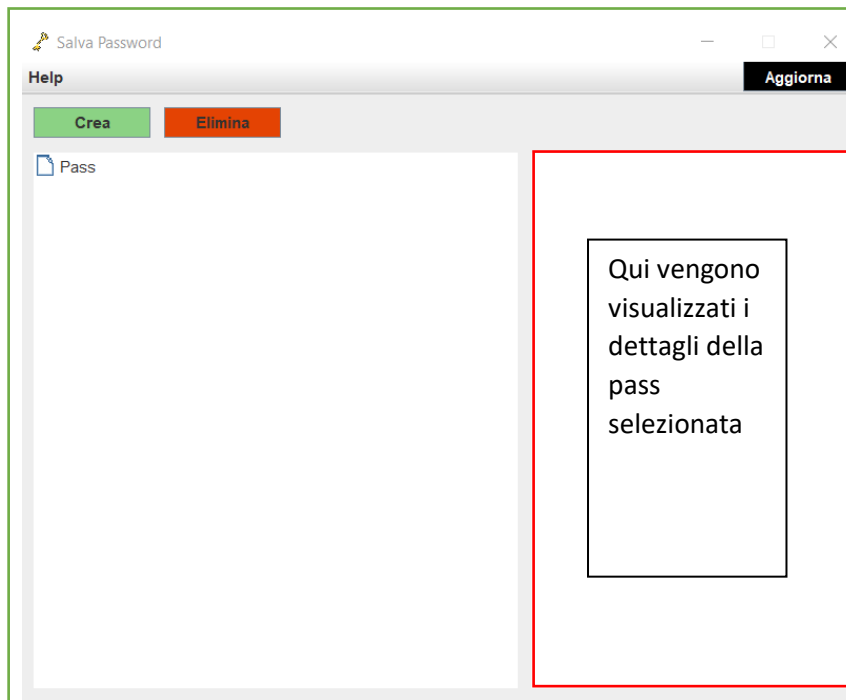 Salva Password
Help
Aggiorna
Crea
Elimina
Pass
Qui vengono
visualizzati i
dettagli della
pass
selezionata